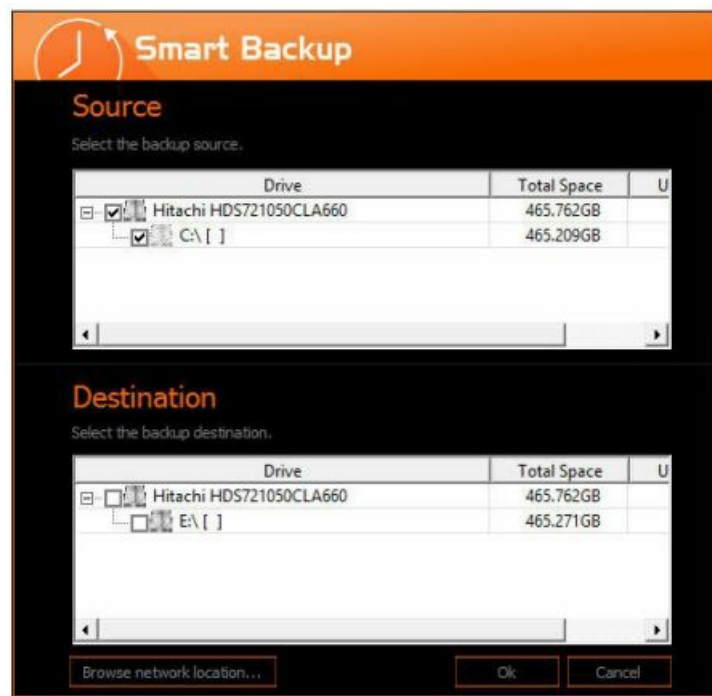 Smart Backup
Source
Select the backup source.
Drive Total Space U
Hitachi HDS721050CLA660 465.762GB
C:\ [ ] 465.209GB
Destination
Select the backup destination.
Drive Total Space U
Hitachi HDS721050CLA660 465.762GB
E:\ [ ] 465.271GB
Browse network location... Ok Cancel